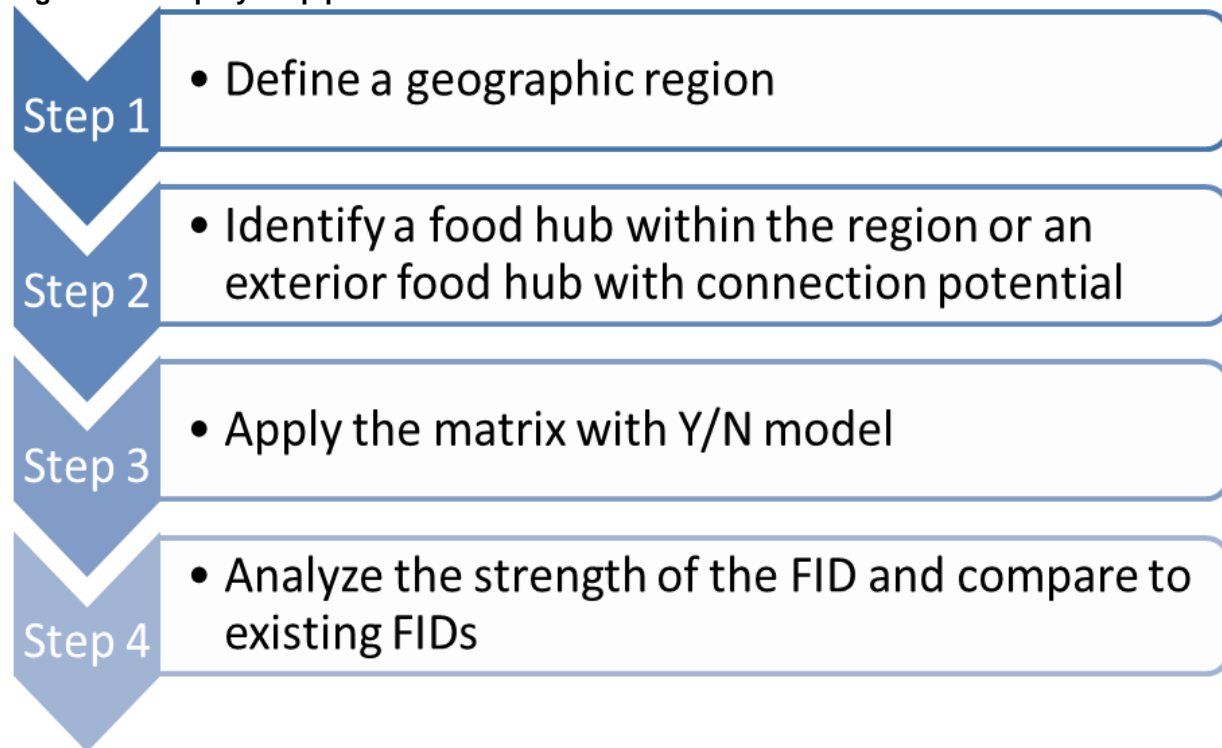 Step 1
• Define a geographic region
Step 2
• Identify a food hub within the region or an
exterior food hub with connection potential
Step 3
• Apply the matrix with Y/N model
Step 4
• Analyze the strength of the FID and compare to
existing FIDs